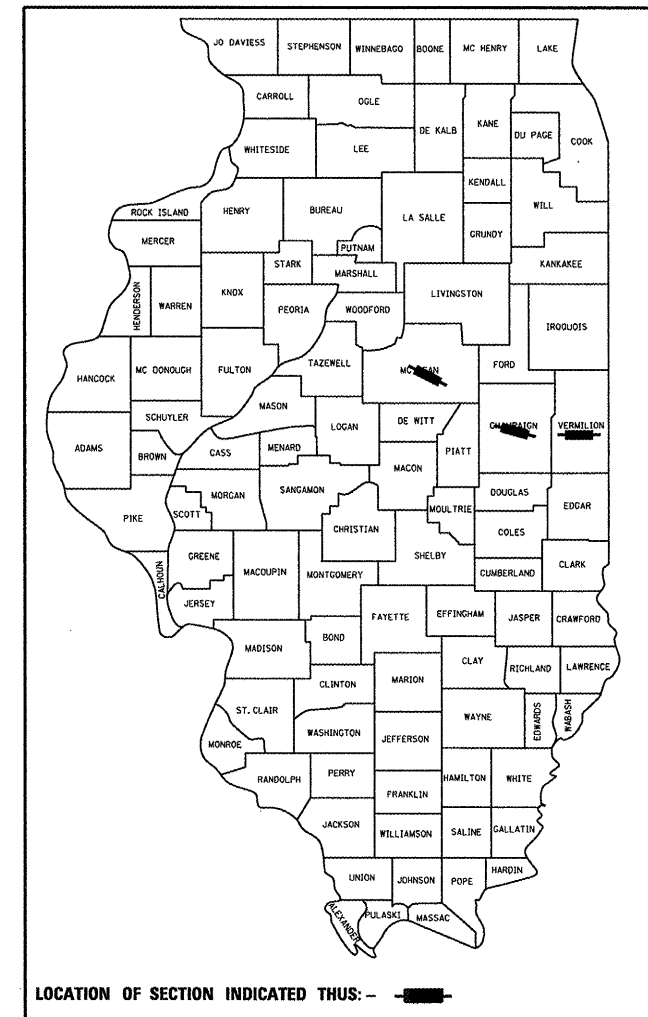 JO DAVIESS STEPHENSON WINNEBAGO BOONE MC HENRY LAKE
CARROLL OGLE DE KALB KANE DU PAGE COOK
WHITESIDE LEE
KENDALL WILL
ROCK ISLAND HENRY BUREAU LA SALLE
MERCER PUTNAM GRUNDY
STARK MARSHALL KANKAKEE
HENDERSON WARREN KNOX PEORIA WOODFORD LIVINGSTON IROQUOIS
HANCOCK MC DONOUGH FULTON TAZEWELL FORD
MASON
SCHUYLER LOGAN DE WITT VERMILION
ADAMS BROWN CASS MENARD MACON PIATT
MORGAN SANGAMON DOUGLAS
PIKE SCOTT CHRISTIAN MOULTRIE EDGAR
COLES
GREENE SHELBY
CALHOUN MACOUPIN MONTGOMERY CUMBERLAND CLARK
JERSEY
FAYETTE EFFINGHAM JASPER CRAWFORD
MADISON BOND
CLAY RICHLAND LAWRENCE
CLINTON MARION
ST. CLAIR WAYNE EDWARDS WABASH
WASHINGTON JEFFERSON
MONROE
RANDOLPH PERRY HAMILTON WHITE
FRANKLIN
JACKSON WILLIAMSON SALINE GALLATIN
UNION JOHNSON POPE HARDIN
ALEXANDER PULASKI MASSAC
LOCATION OF SECTION INDICATED THUS: -